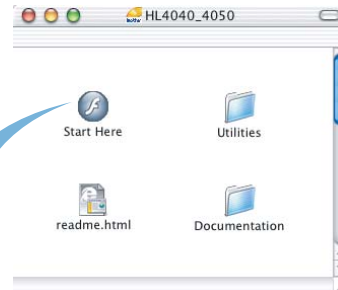 HL4040_4050
Start Here
Utilities
readme.html
Documentation